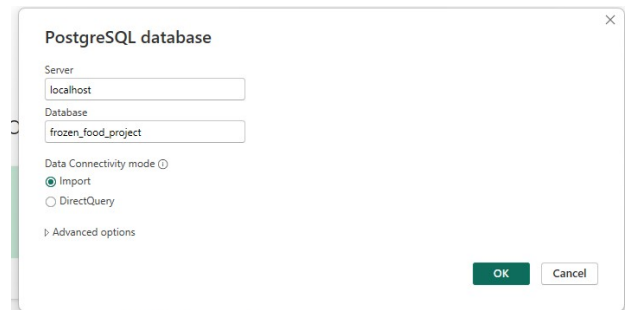 PostgreSQL database
Server
localhost
Database
frozen_food_project
Data Connectivity mode
Import
DirectQuery
Advanced options
OK Cancel